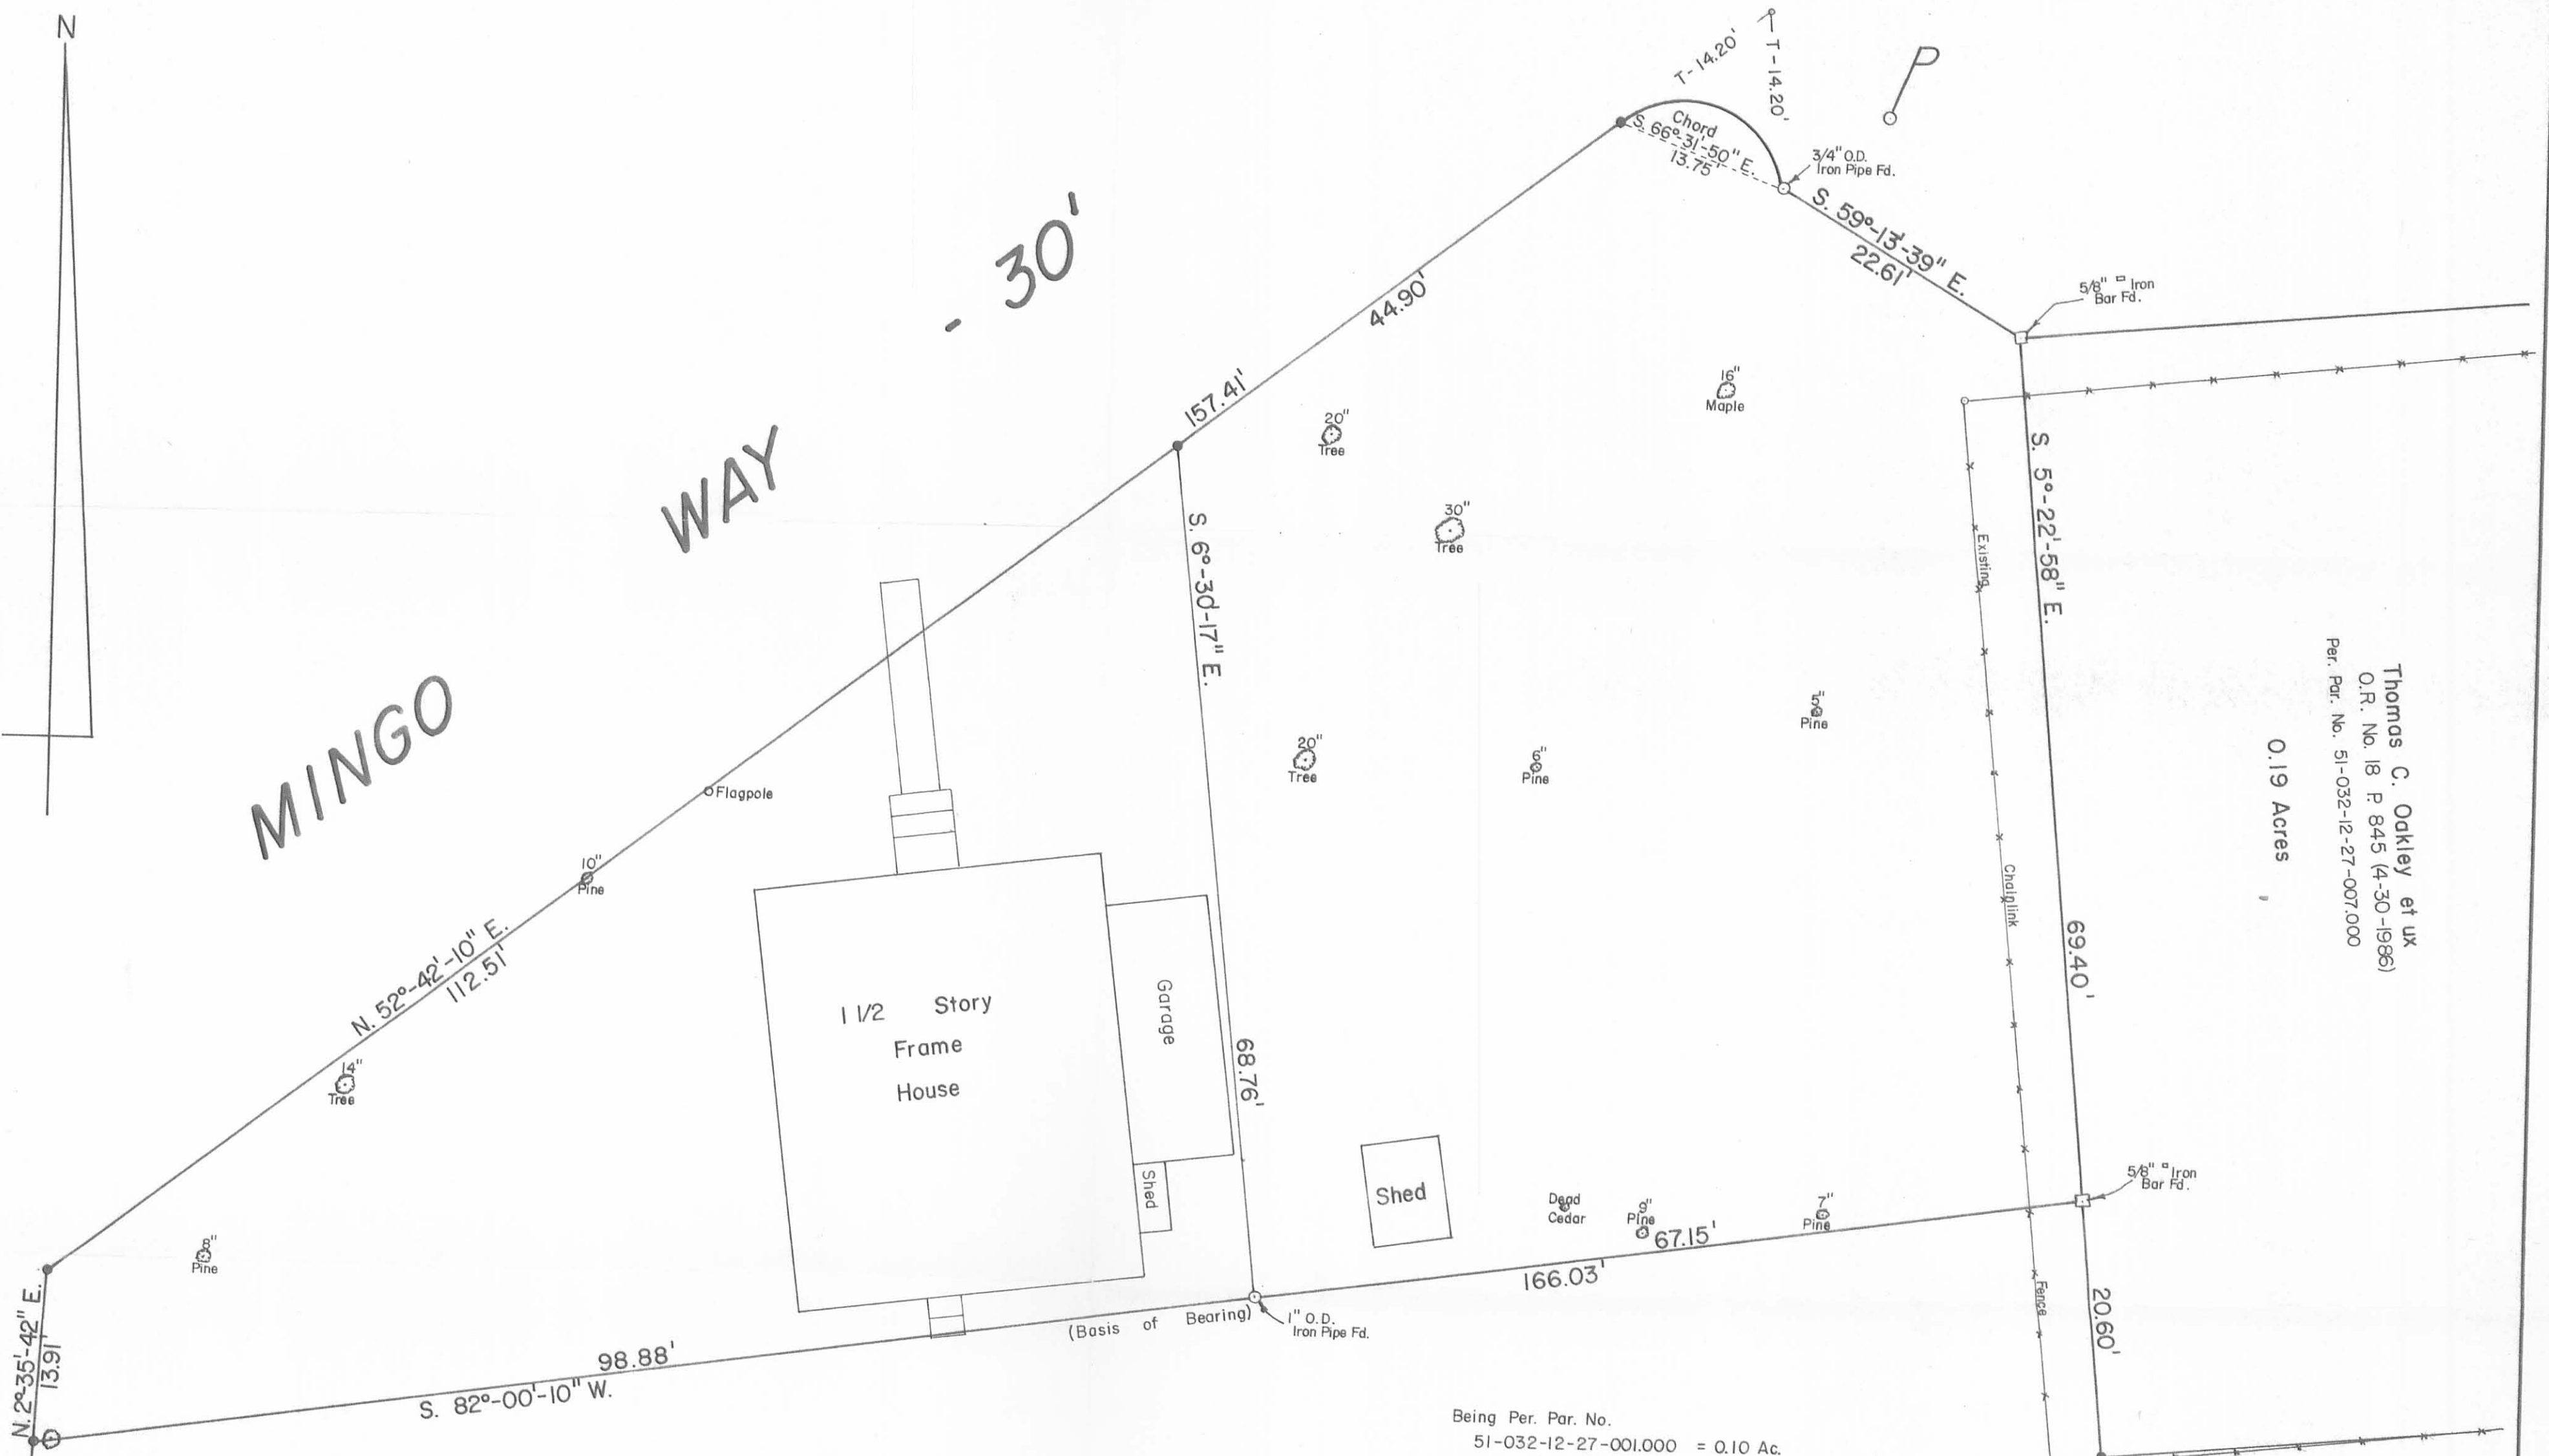 N
T-14.20'
T-14.20'
P
Chord
S. 66°-31'-50" E.
13.75'
3/4" O.D.
Iron Pipe Fd.
S. 59°-13'-39" E.
22.61'
5/8" □ Iron
Bar Fd.
MINGO WAY - 30'
44.90'
157.41'
16"
Maple
20"
Tree
30"
Tree
S. 6°-30'-17" E.
68.76'
S. 5°-22'-58" E.
69.40'
Existing
Chainlink
Fence
Thomas C. Oakley et ux
O.R. No. 18 P. 845 (4-30-1986)
Per. Par. No. 51-032-12-27-007.000
0.19 Acres
5"
Pine
20"
Tree
6"
Pine
Flagpole
10"
Pine
N. 52°-42'-10" E.
112.51'
14"
Tree
1 1/2 Story
Frame
House
Garage
Shed
Shed
Dead
Cedar
9"
Pine
7"
Pine
67.15'
166.03'
5/8" □ Iron
Bar Fd.
20.60'
8"
Pine
N. 2°-35'-42" E.
13.91'
98.88'
S. 82°-00'-10" W.
(Basis of Bearing)
1" O.D.
Iron Pipe Fd.
Being Per. Par. No.
51-032-12-27-001.000 = 0.10 Ac.